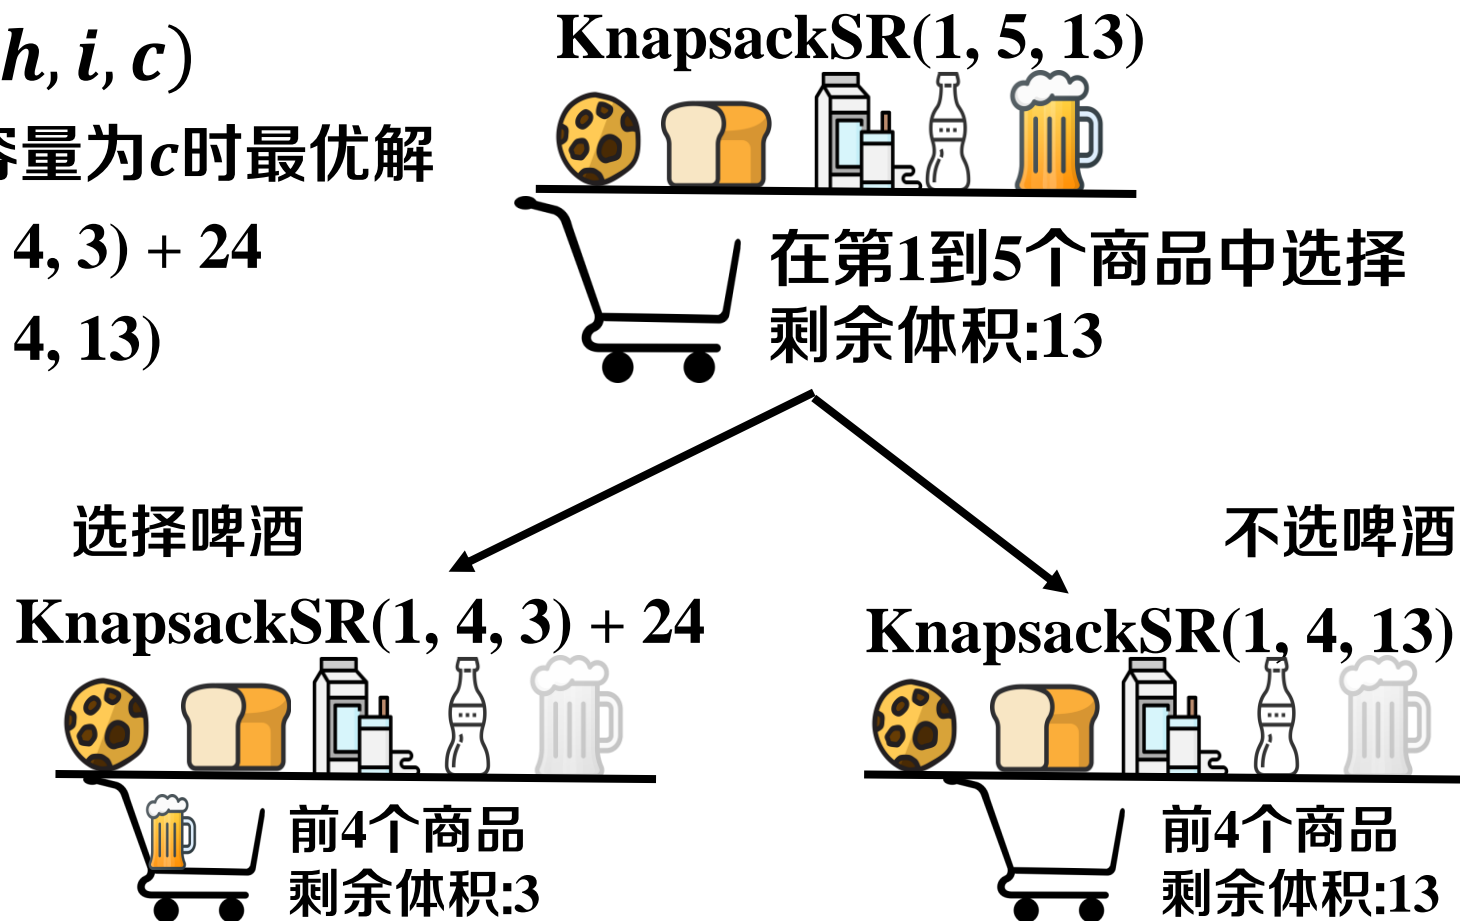 h, i, c)
容量为c时最优解
4, 3) + 24
4, 13)
KnapsackSR(1, 5, 13)
在第1到5个商品中选择
剩余体积:13
选择啤酒
KnapsackSR(1, 4, 3) + 24
前4个商品
剩余体积:3
不选啤酒
KnapsackSR(1, 4, 13)
前4个商品
剩余体积:13